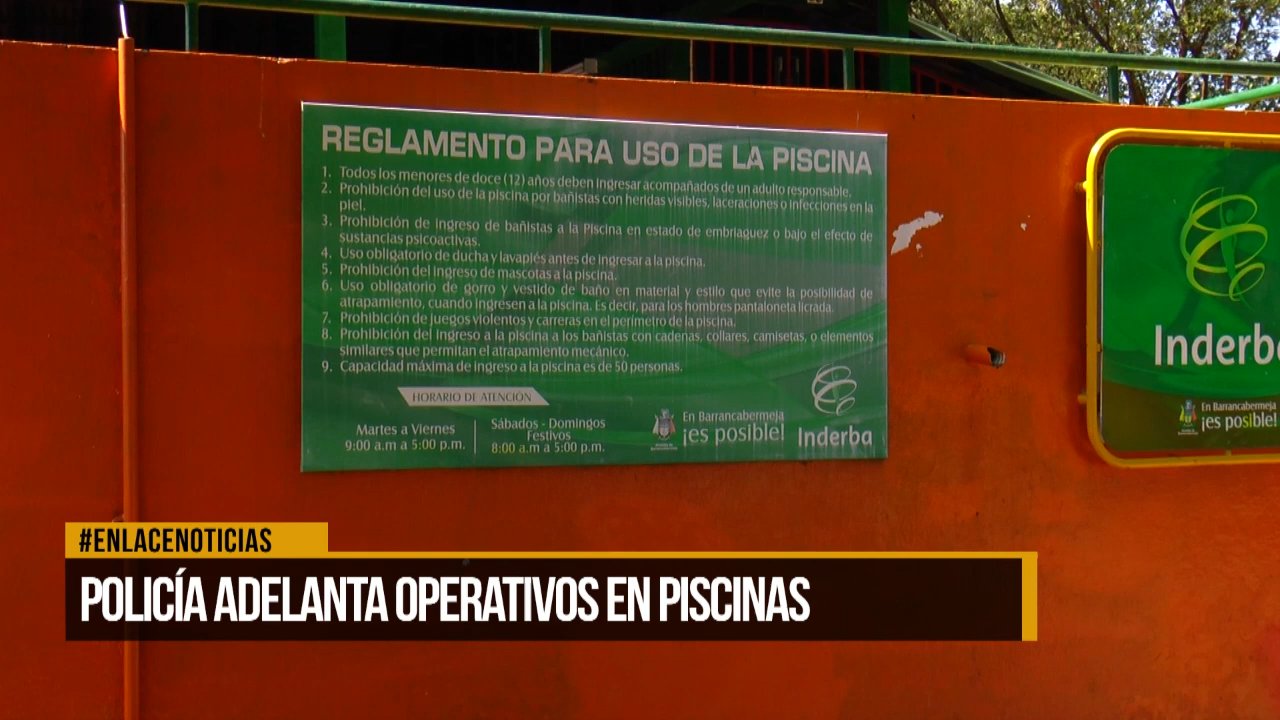 REGLAMENTO PARA USO DE LA PISCINA
1. Todos los menores de doce (12) años deben ingresar acompañados de un adulto responsable.
2. Prohibición del uso de la piscina por bañistas con heridas visibles, laceraciones o infecciones en la
piel.
3. Prohibición de ingreso de bañistas a la Piscina en estado de embriaguez o bajo el efecto de
sustancias psicoactivas.
4. Uso obligatorio de ducha y lavapiés antes de ingresar a la piscina.
5. Prohibición del ingreso de mascotas a la piscina.
6. Uso obligatorio de gorro y vestido de baño en material y estilo que evite la posibilidad de
atrapamiento, cuando ingresen a la piscina. Es decir, para los hombres pantaloneta licrada.
7. Prohibición de juegos violentos y carreras en el perímetro de la piscina.
8. Prohibición del ingreso a la piscina a los bañistas con cadenas, collares, camisetas, o elementos
similares que permitan el atrapamiento mecánico.
9. Capacidad máxima de ingreso a la piscina es de 50 personas.
HORARIO DE ATENCIÓN
Martes a Viernes
9:00 a.m a 5:00 p.m.
Sábados - Domingos
Festivos
8:00 a.m a 5:00 p.m.
En Barrancabermeja
¡es posible!
Inderba
Inderba
En Barrancabermeja
¡es posible!
#ENLACENOTICIAS
POLICÍA ADELANTA OPERATIVOS EN PISCINAS